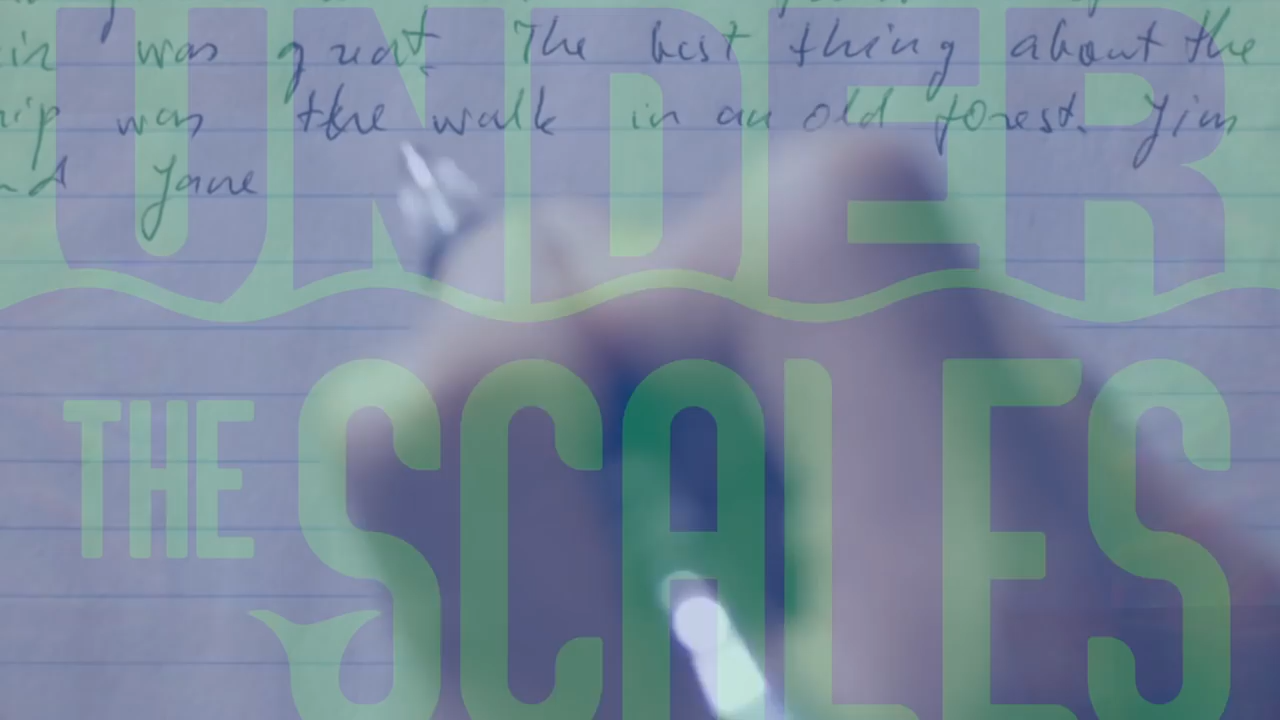 in was great. The best thing about the
was the walk in an old forest. Jim
Jane
UNDER
THE SCALES